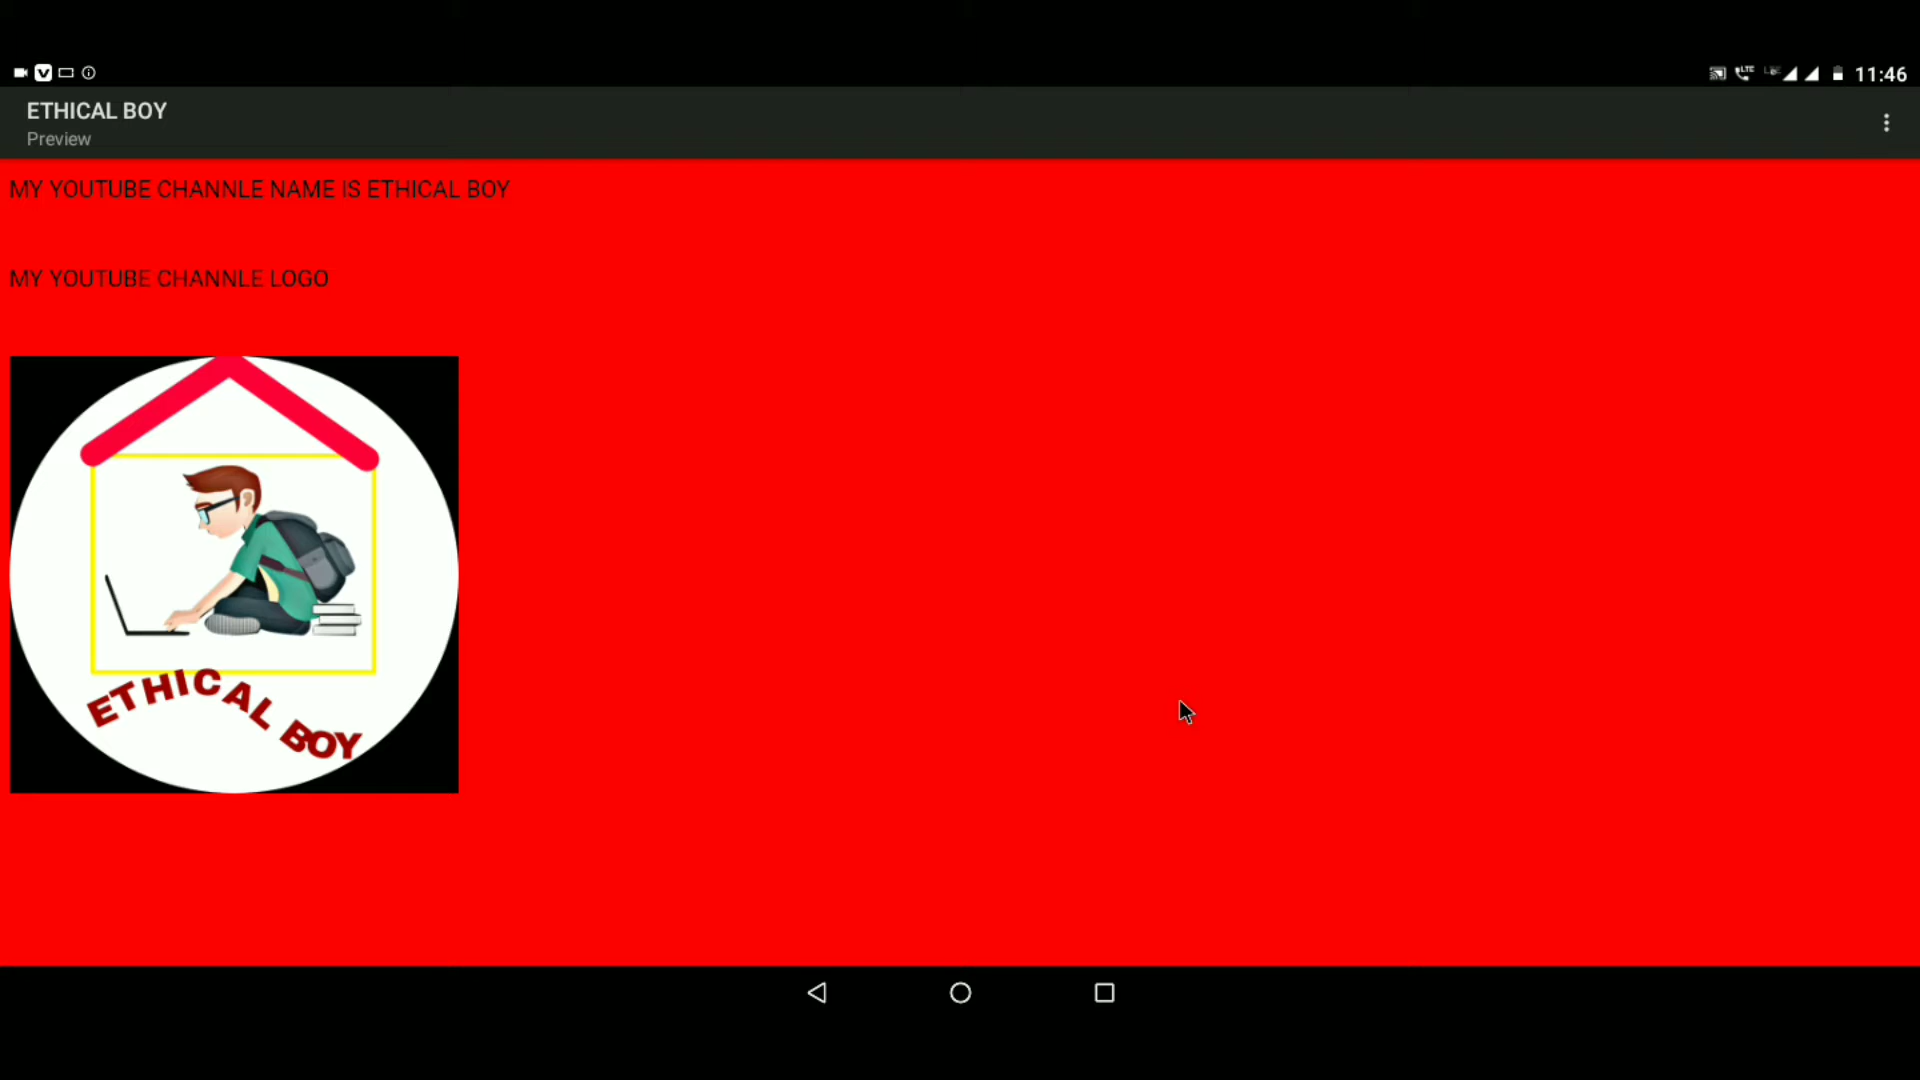 11:46
ETHICAL BOY
Preview
MY YOUTUBE CHANNLE NAME IS ETHICAL BOY
MY YOUTUBE CHANNLE LOGO
ETHICAL BOY